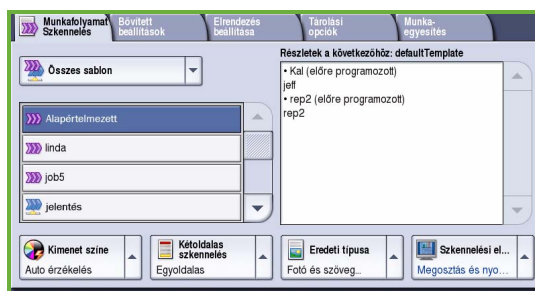 Munkafolyamat
Szkennelés
Bővített
beállítások
Elrendezés
beállítása
Tárolási
opciók
Munka-
egyesítés
Összes sablon
Alapértelmezett
linda
job5
jelentés
Részletek a következőhöz: defaultTemplate
• Kal (előre programozott)
jeff
• rep2 (előre programozott)
rep2
Kimenet színe
Auto érzékelés
Kétoldalas
szkennelés
Egyoldalas
Eredeti típusa
Fotó és szöveg...
Szkennelési el...
Megosztás és nyo...